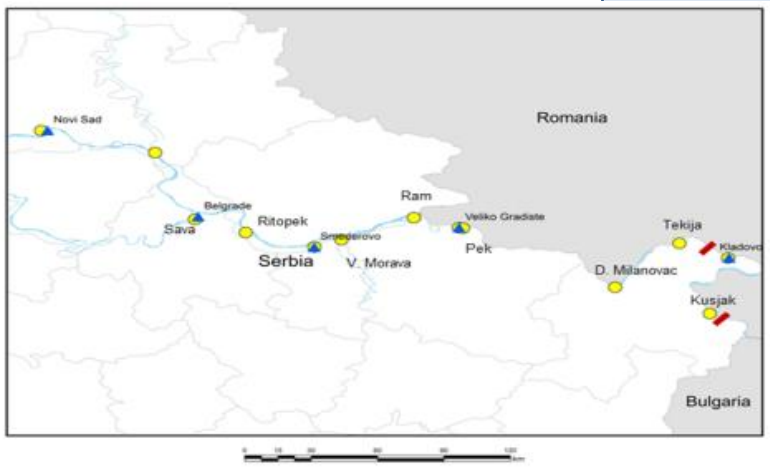 Romania
Novi Sad
Ram
Belgrade
Veliko Gradiste
Ritopek
Sava
Tekija
Smederevo
Pek
Kladovo
Serbia
V. Morava
D. Milanovac
Kusjak
Bulgaria